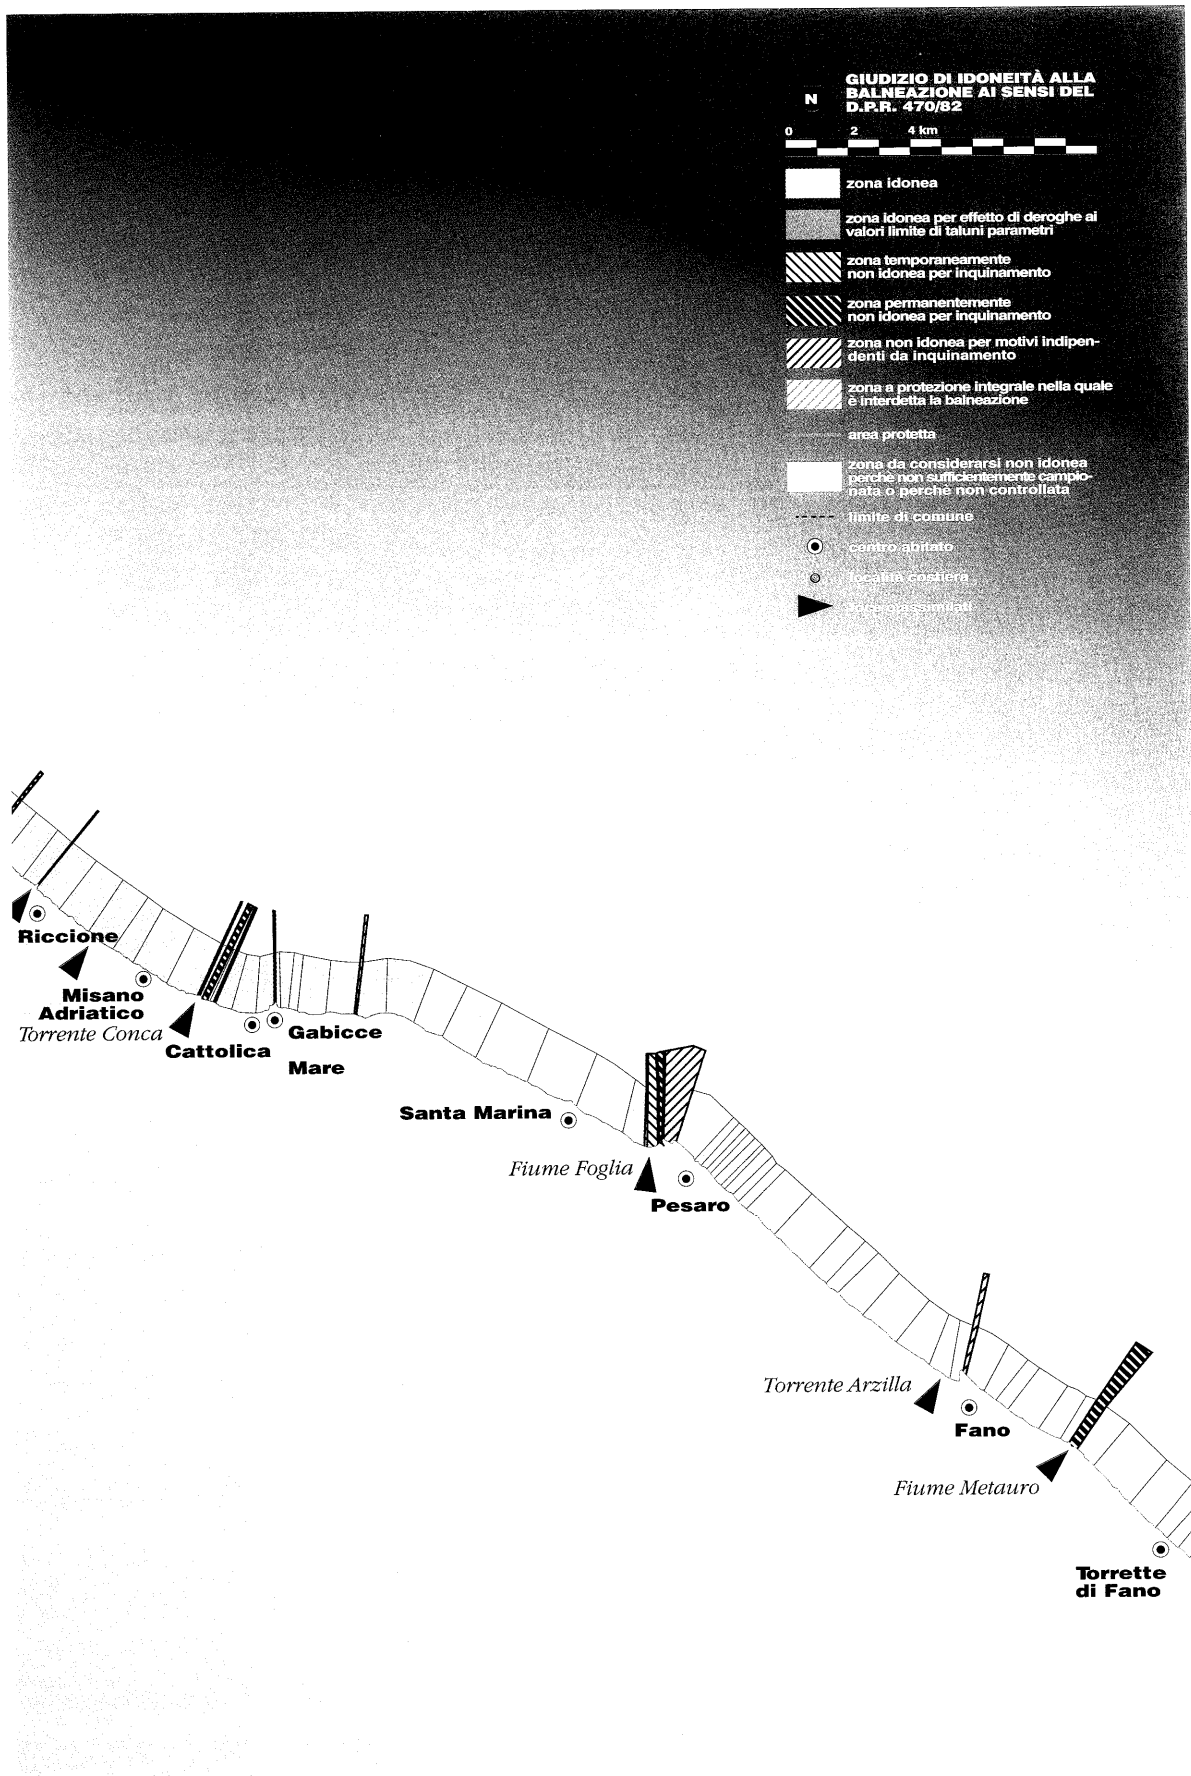 GIUDIZIO DI IDONEITÀ ALLA
BALNEAZIONE AI SENSI DEL
D.P.R. 470/82
N
0 2 4 km
zona idonea
zona idonea per effetto di deroghe ai
valori limite di taluni parametri
zona temporaneamente
non idonea per inquinamento
zona permanentemente
non idonea per inquinamento
zona non idonea per motivi indipen-
denti da inquinamento
zona a protezione integrale nella quale
è interdetta la balneazione
area protetta
zona da considerarsi non idonea
perchè non sufficientemente campio-
nata o perchè non controllata
limite di comune
centro abitato
località costiera
foce o assimilati
Riccione
Misano
Adriatico
Torrente Conca
Cattolica
Gabicce
Mare
Santa Marina
Fiume Foglia
Pesaro
Torrente Arzilla
Fano
Fiume Metauro
Torrette
di Fano